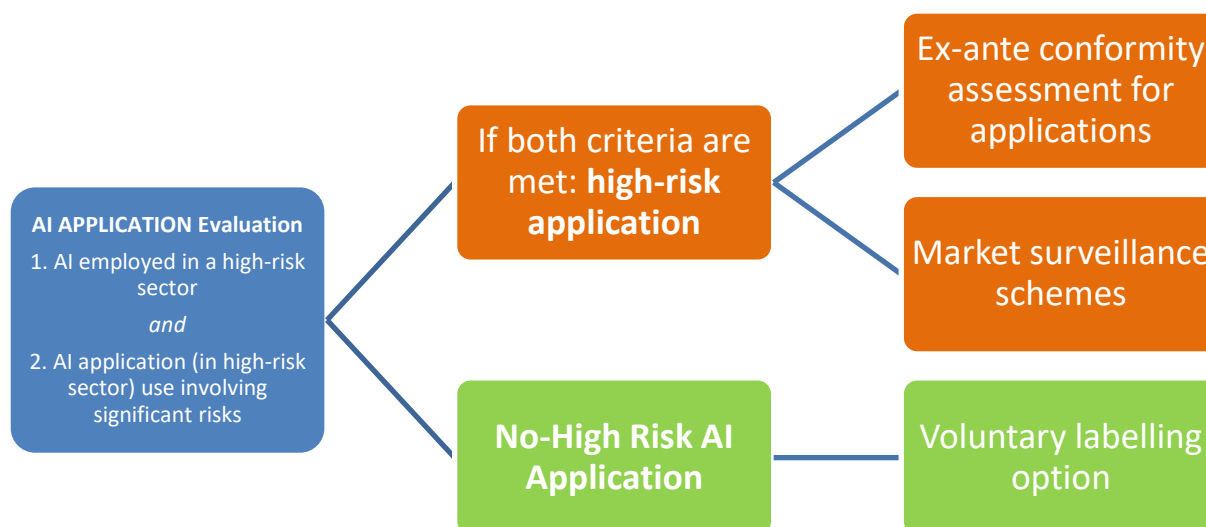 AI APPLICATION Evaluation
1. AI employed in a high-risk
sector
and
2. AI application (in high-risk
sector) use involving
significant risks
If both criteria are
met: high-risk
application
No-High Risk AI
Application
Ex-ante conformity
assessment for
applications
Market surveillance
schemes
Voluntary labelling
option